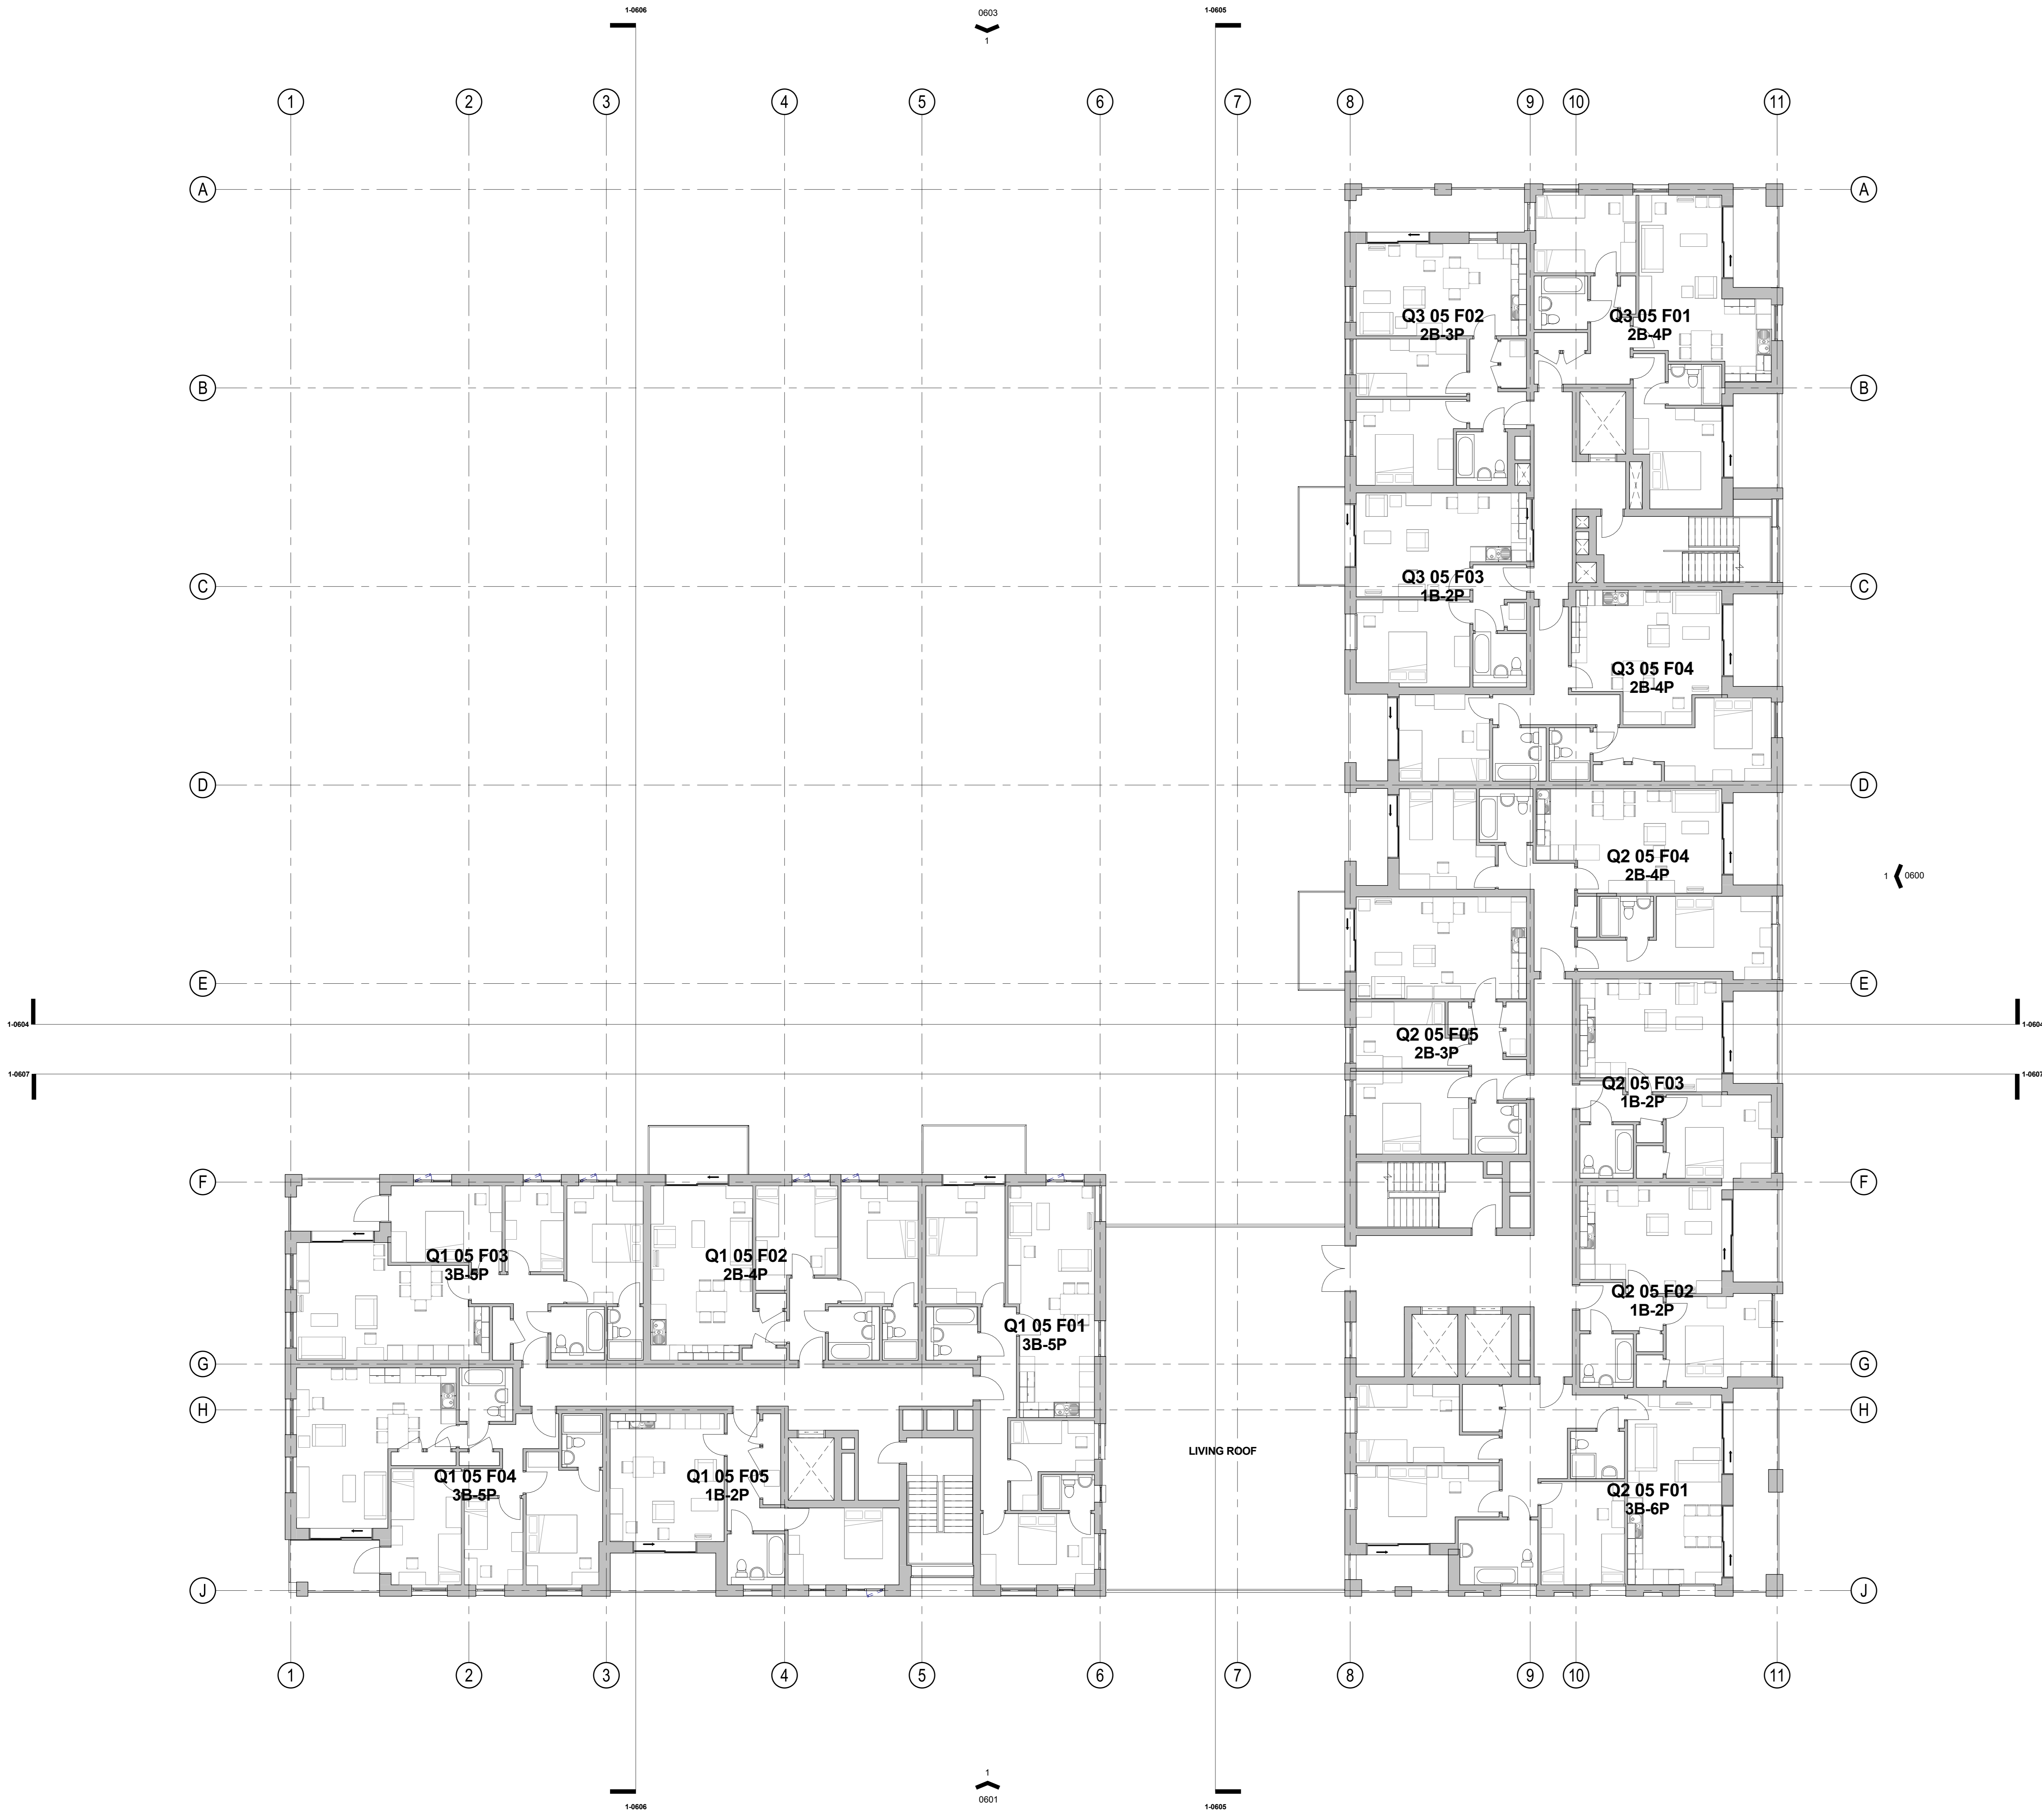 1-0606
0603
1
1-0605
1
2
3
4
5
6
7
8
9
10
11
A
A
Q3 05 F02
2B-3P
Q3 05 F01
2B-4P
B
B
Q3 05 F03
1B-2P
C
C
Q3 05 F04
2B-4P
D
D
Q2 05 F04
2B-4P
1
0600
E
E
1-0604
1-0604
Q2 05 F05
2B-3P
1-0607
1-0607
Q2 05 F03
1B-2P
F
F
Q1 05 F03
3B-5P
Q1 05 F02
2B-4P
Q1 05 F01
3B-5P
Q2 05 F02
1B-2P
G
G
H
H
LIVING ROOF
Q1 05 F04
3B-5P
Q1 05 F05
1B-2P
Q2 05 F01
3B-6P
J
J
1
2
3
4
5
6
7
8
9
10
11
1
0601
1-0606
1-0605